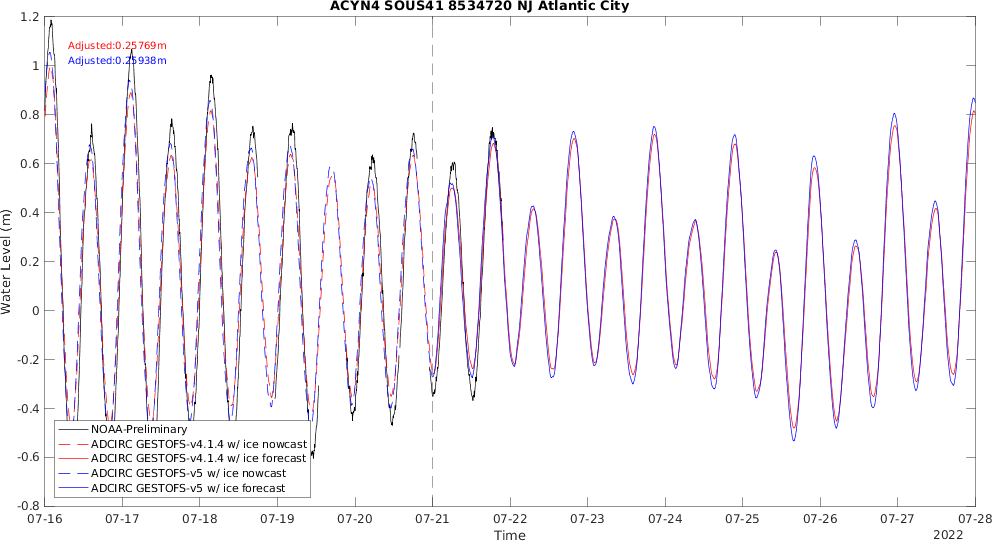 ACYN4 SOUS41 8534720 NJ Atlantic City
1.2
1
0.8
0.6
0.4
0.2
0
-0.2
-0.4
-0.6
-0.8
Water Level (m)
Adjusted:0.25769m
Adjusted:0.25938m
NOAA-Preliminary
ADCIRC GESTOFS-v4.1.4 w/ ice nowcast
ADCIRC GESTOFS-v4.1.4 w/ ice forecast
ADCIRC GESTOFS-v5 w/ ice nowcast
ADCIRC GESTOFS-v5 w/ ice forecast
07-16 07-17 07-18 07-19 07-20 07-21 07-22 07-23 07-24 07-25 07-26 07-27 07-28
Time
2022